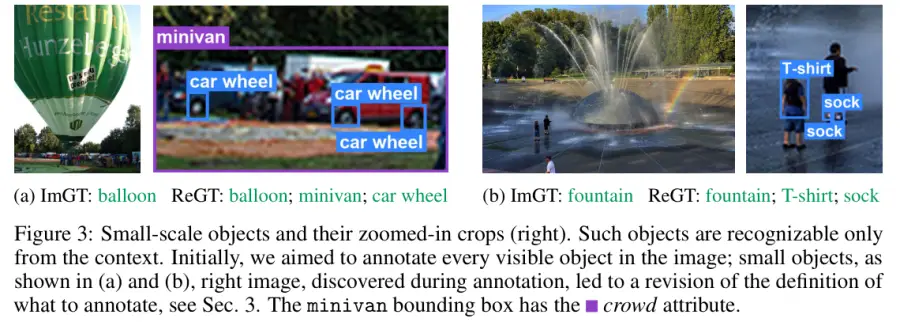 Hunzeberge
minivan
car wheel
car wheel
car wheel
T-shirt
sock
sock
(a) ImGT: balloon ReGT: balloon; minivan; car wheel
(b) ImGT: fountain ReGT: fountain; T-shirt; sock
Figure 3: Small-scale objects and their zoomed-in crops (right). Such objects are recognizable only
from the context. Initially, we aimed to annotate every visible object in the image; small objects, as
shown in (a) and (b), right image, discovered during annotation, led to a revision of the definition of
what to annotate, see Sec. 3. The minivan bounding box has the crowd attribute.